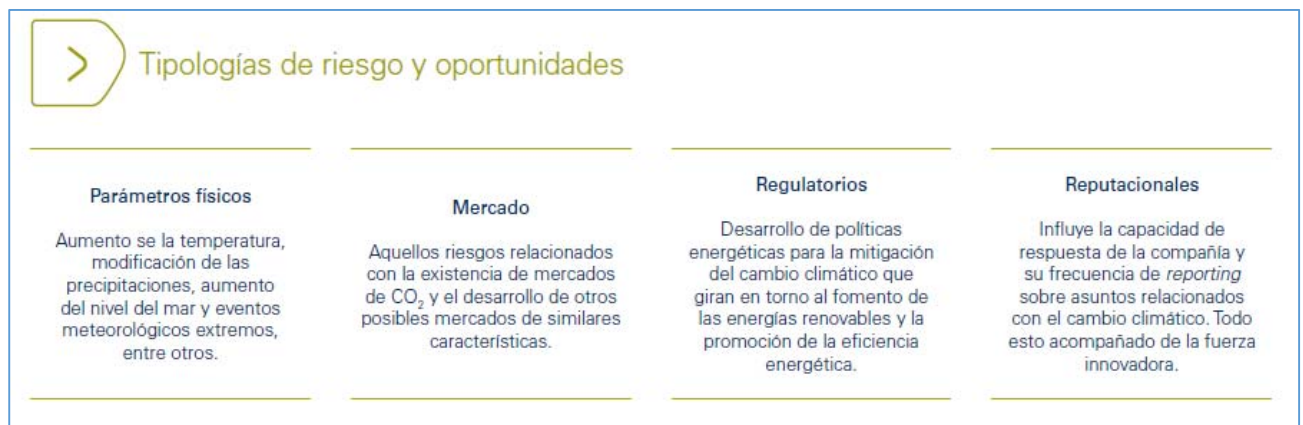 Tipologías de riesgo y oportunidades
Parámetros físicos
Aumento se la temperatura,
modificación de las
precipitaciones, aumento
del nivel del mar y eventos
meteorológicos extremos,
entre otros.
Mercado
Aquellos riesgos relacionados
con la existencia de mercados
de CO₂ y el desarrollo de otros
posibles mercados de similares
características.
Regulatorios
Desarrollo de políticas
energéticas para la mitigación
del cambio climático que
giran en torno al fomento de
las energías renovables y la
promoción de la eficiencia
energética.
Reputacionales
Influye la capacidad de
respuesta de la compañía y
su frecuencia de reporting
sobre asuntos relacionados
con el cambio climático. Todo
esto acompañado de la fuerza
innovadora.